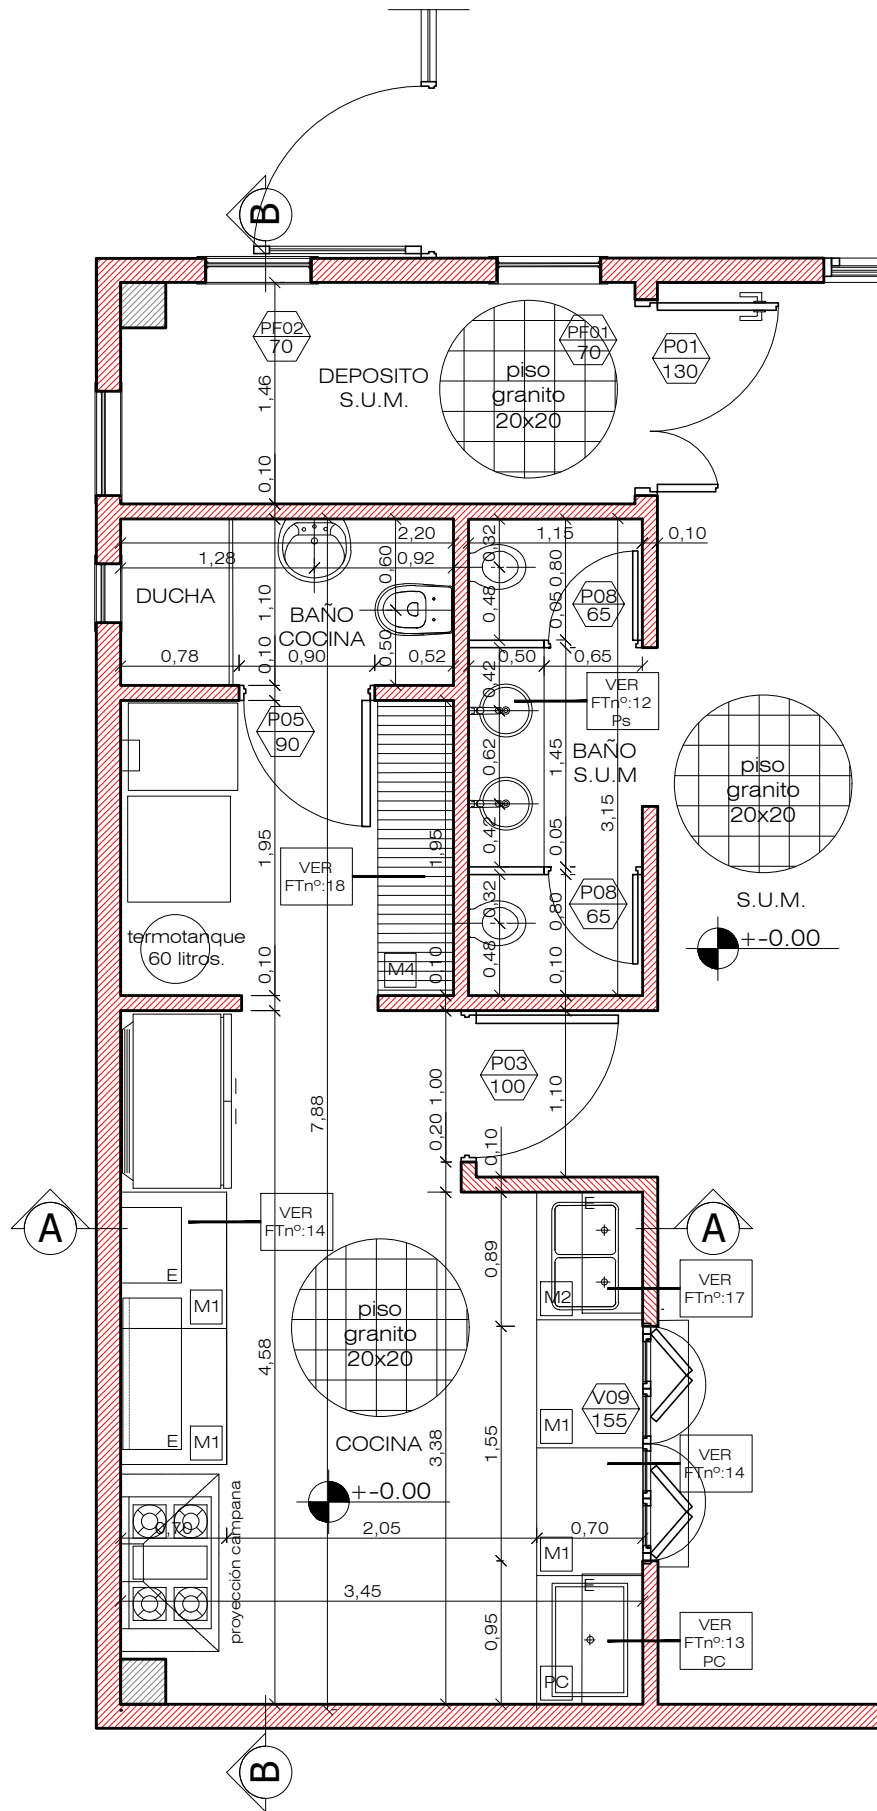 B
PF02
70
PF01
70
P01
130
DEPOSITO
S.U.M.
piso
granito
20x20
1,46
0,10
2,20
1,15
0,10
1,28
0,92
0,60
0,32
0,80
DUCHA
1,10
BAÑO
COCINA
0,48
0,05
P08
65
0,78
0,10
0,90
0,50
0,52
0,50
0,65
P05
90
0,42
VER
FTnº:12
Ps
BAÑO
S.U.M
0,62
1,45
3,15
piso
granito
20x20
1,95
VER
FTnº:18
1,95
0,42
0,05
0,32
0,80
P08
65
S.U.M.
+-0.00
termotanque
60 litros.
0,10
M4
0,10
0,48
0,10
P03
100
7,88
1,00
0,20
1,10
0,10
A
VER
FTnº:14
E
M1
E
A
0,89
M2
VER
FTnº:17
piso
granito
20x20
4,58
V09
155
E
M1
COCINA
3,38
1,55
M1
VER
FTnº:14
+-0.00
0,70
2,05
0,70
M1
proyección campana
3,45
E
0,95
VER
FTnº:13
PC
PC
B